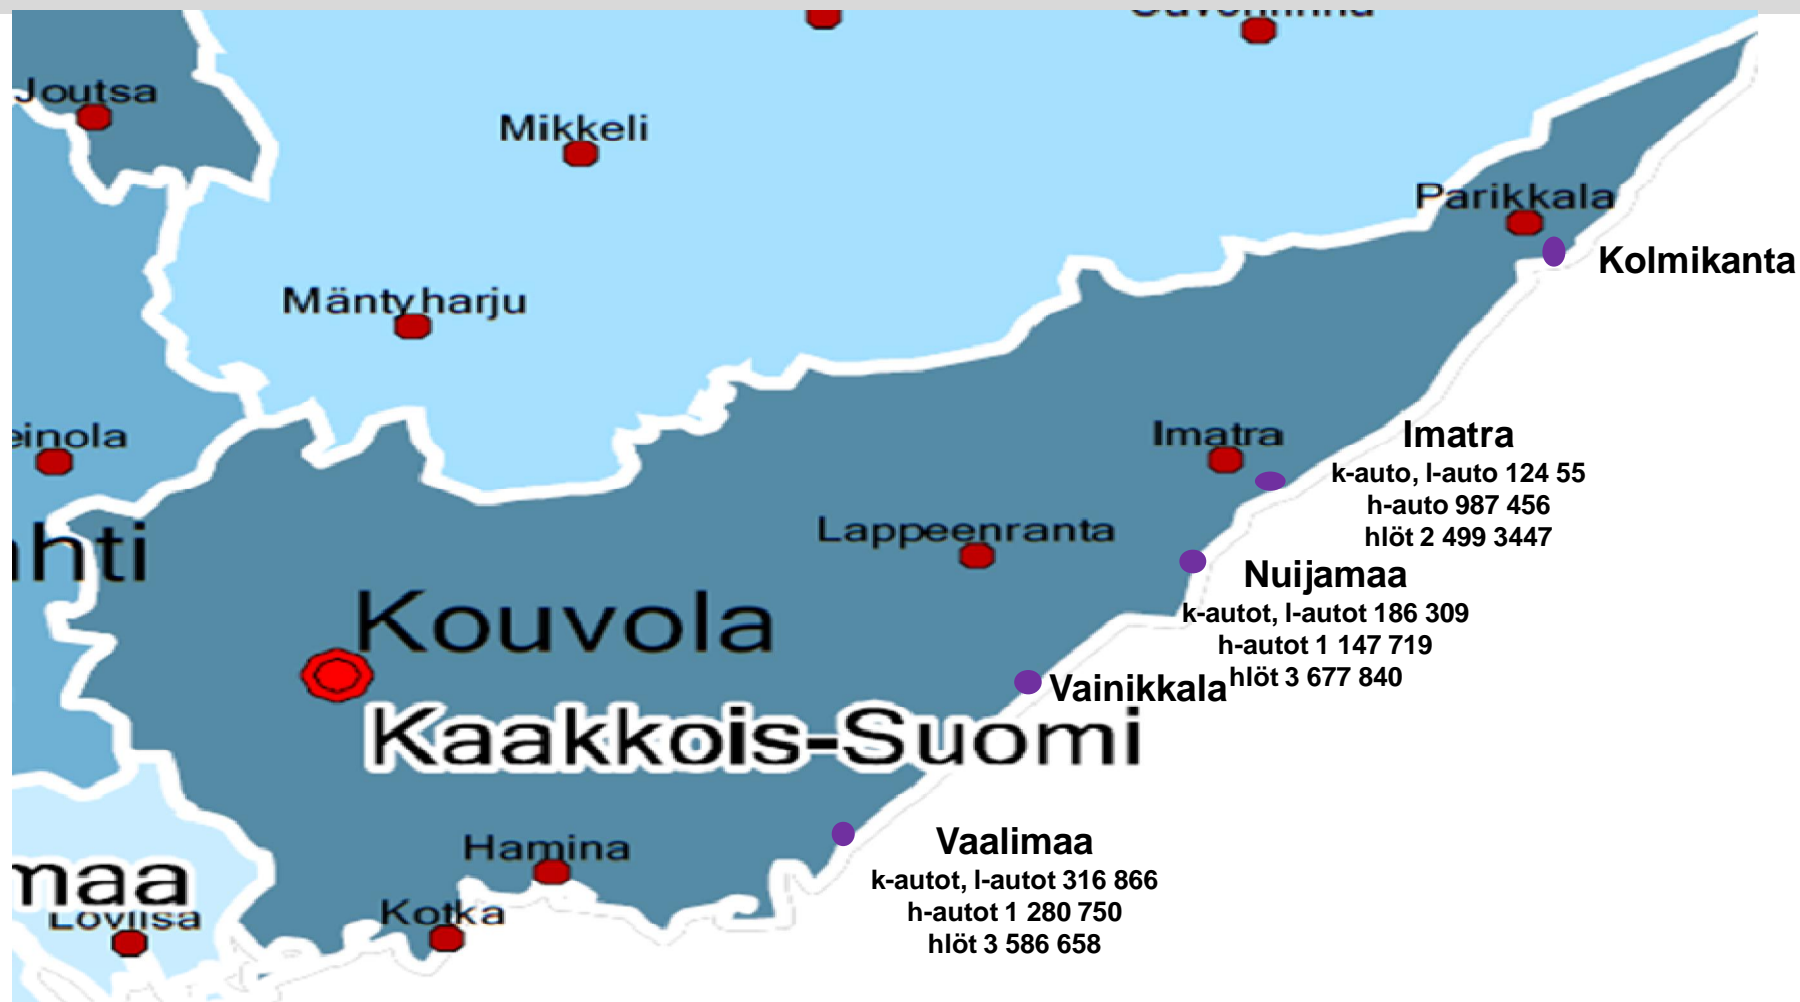 Joutsa
Mikkeli
Parikkala
Kolmikanta
Mäntyharju
einola
Imatra
Imatra
k-auto, l-auto 124 55
h-auto 987 456
hlöt 2 499 3447
Lappeenranta
hti
Nuijamaa
k-autot, l-autot 186 309
h-autot 1 147 719
hlöt 3 677 840
Kouvola
Vainikkala
Kaakkois-Suomi
Hamina
Vaalimaa
k-autot, l-autot 316 866
h-autot 1 280 750
hlöt 3 586 658
maa
Loviisa
Kotka